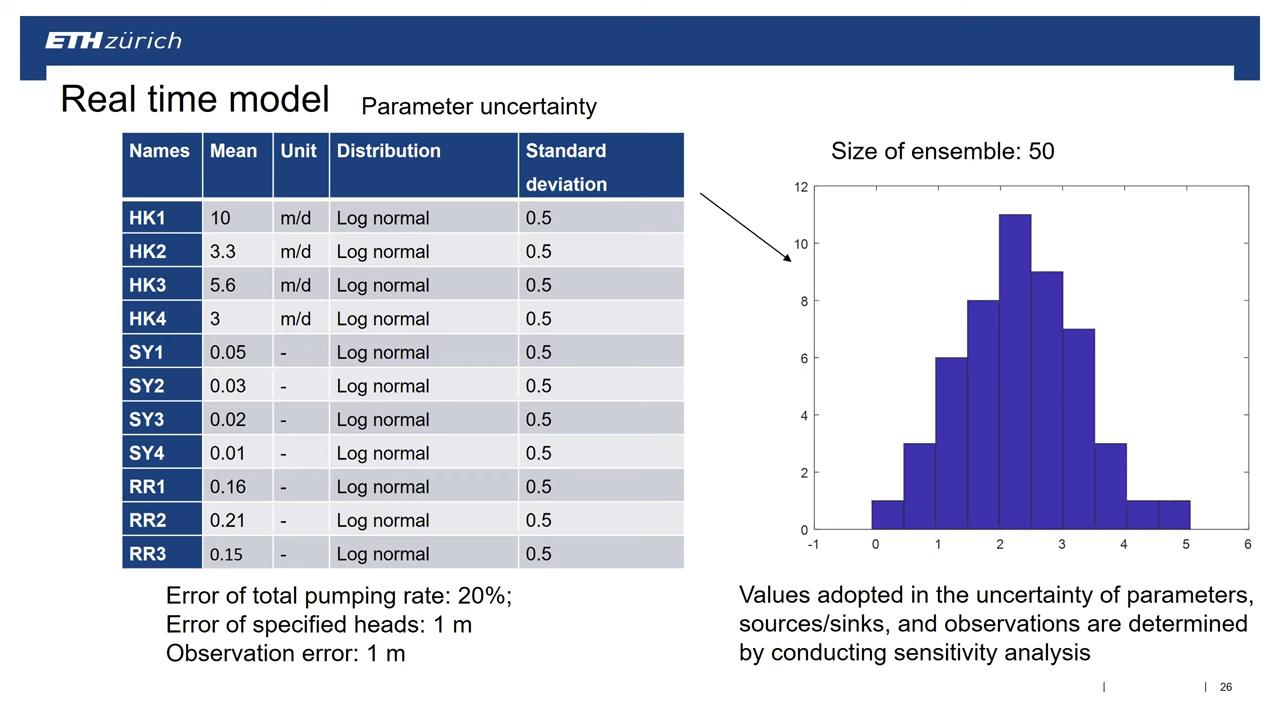 ETH zürich
Real time model
Parameter uncertainty
Names Mean Unit Distribution Standard deviation
HK1 10 m/d Log normal 0.5
HK2 3.3 m/d Log normal 0.5
HK3 5.6 m/d Log normal 0.5
HK4 3 m/d Log normal 0.5
SY1 0.05 - Log normal 0.5
SY2 0.03 - Log normal 0.5
SY3 0.02 - Log normal 0.5
SY4 0.01 - Log normal 0.5
RR1 0.16 - Log normal 0.5
RR2 0.21 - Log normal 0.5
RR3 0.15 - Log normal 0.5
Error of total pumping rate: 20%;
Error of specified heads: 1 m
Observation error: 1 m
Size of ensemble: 50
12
10
8
6
4
2
0
-1 0 1 2 3 4 5 6
Values adopted in the uncertainty of parameters,
sources/sinks, and observations are determined
by conducting sensitivity analysis
| | 26